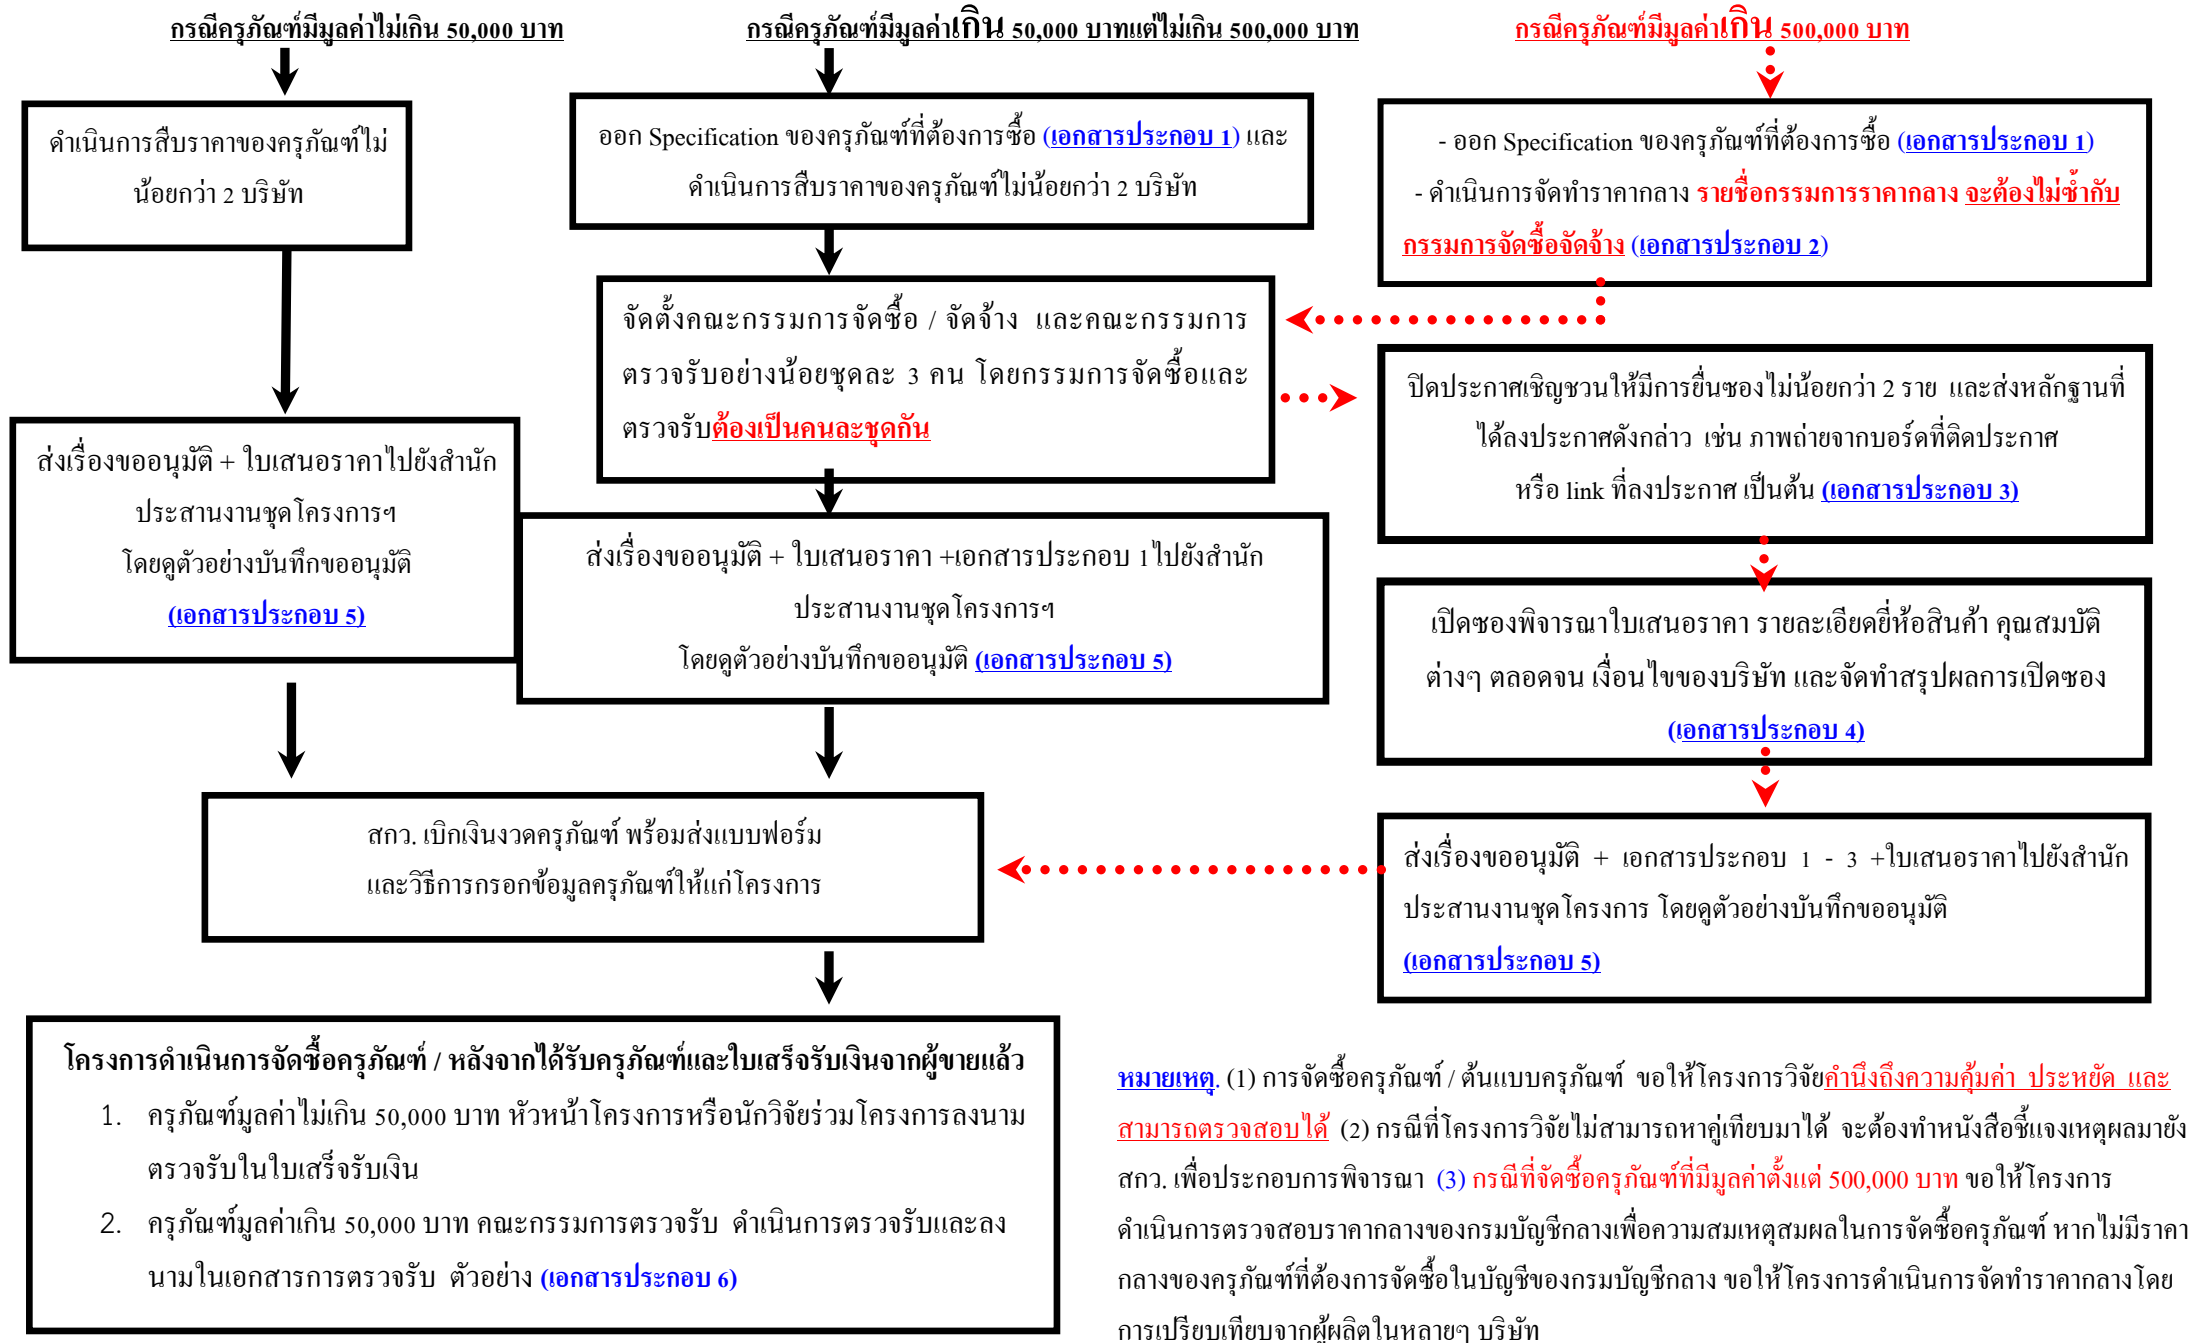 กรณีครุภัณฑ์มีมูลค่าไม่เกิน 50,000 บาท
ดำเนินการสืบราคาของครุภัณฑ์ไม่
น้อยกว่า 2 บริษัท
ส่งเรื่องขออนุมัติ + ใบเสนอราคาไปยังสำนัก
ประสานงานชุดโครงการฯ
โดยดูตัวอย่างบันทึกขออนุมัติ
(เอกสารประกอบ 5)
กรณีครุภัณฑ์มีมูลค่าเกิน 50,000 บาทแต่ไม่เกิน 500,000 บาท
ออก Specification ของครุภัณฑ์ที่ต้องการซื้อ (เอกสารประกอบ 1) และ
ดำเนินการสืบราคาของครุภัณฑ์ไม่น้อยกว่า 2 บริษัท
จัดตั้งคณะกรรมการจัดซื้อ / จัดจ้าง และคณะกรรมการ
ตรวจรับอย่างน้อยชุดละ 3 คน โดยกรรมการจัดซื้อและ
ตรวจรับต้องเป็นคนละชุดกัน
ส่งเรื่องขออนุมัติ + ใบเสนอราคา +เอกสารประกอบ 1 ไปยังสำนัก
ประสานงานชุดโครงการฯ
โดยดูตัวอย่างบันทึกขออนุมัติ (เอกสารประกอบ 5)
กรณีครุภัณฑ์มีมูลค่าเกิน 500,000 บาท
- ออก Specification ของครุภัณฑ์ที่ต้องการซื้อ (เอกสารประกอบ 1)
- ดำเนินการจัดทำราคากลาง รายชื่อกรรมการราคากลาง จะต้องไม่ซ้ำกับ
กรรมการจัดซื้อจัดจ้าง (เอกสารประกอบ 2)
ปิดประกาศเชิญชวนให้มีการยื่นซองไม่น้อยกว่า 2 ราย และส่งหลักฐานที่
ได้ลงประกาศดังกล่าว เช่น ภาพถ่ายจากบอร์ดที่ติดประกาศ
หรือ link ที่ลงประกาศ เป็นต้น (เอกสารประกอบ 3)
เปิดซองพิจารณาใบเสนอราคา รายละเอียดยี่ห้อสินค้า คุณสมบัติ
ต่างๆ ตลอดจน เงื่อนไขของบริษัท และจัดทำสรุปผลการเปิดซอง
(เอกสารประกอบ 4)
ส่งเรื่องขออนุมัติ + เอกสารประกอบ 1 - 3 +ใบเสนอราคาไปยังสำนัก
ประสานงานชุดโครงการ โดยดูตัวอย่างบันทึกขออนุมัติ
(เอกสารประกอบ 5)
สกว. เบิกเงินงวดครุภัณฑ์ พร้อมส่งแบบฟอร์ม
และวิธีการกรอกข้อมูลครุภัณฑ์ให้แก่โครงการ
โครงการดำเนินการจัดซื้อครุภัณฑ์ / หลังจากได้รับครุภัณฑ์และใบเสร็จรับเงินจากผู้ขายแล้ว
1. ครุภัณฑ์มูลค่าไม่เกิน 50,000 บาท หัวหน้าโครงการหรือนักวิจัยร่วมโครงการลงนาม
ตรวจรับในใบเสร็จรับเงิน
2. ครุภัณฑ์มูลค่าเกิน 50,000 บาท คณะกรรมการตรวจรับ ดำเนินการตรวจรับและลง
นามในเอกสารการตรวจรับ ตัวอย่าง (เอกสารประกอบ 6)
หมายเหตุ. (1) การจัดซื้อครุภัณฑ์ / ต้นแบบครุภัณฑ์ ขอให้โครงการวิจัยคำนึงถึงความคุ้มค่า ประหยัด และ
สามารถตรวจสอบได้ (2) กรณีที่โครงการวิจัยไม่สามารถหาคู่เทียบมาได้ จะต้องทำหนังสือชี้แจงเหตุผลมายัง
สกว. เพื่อประกอบการพิจารณา (3) กรณีที่จัดซื้อครุภัณฑ์ที่มีมูลค่าตั้งแต่ 500,000 บาท ขอให้โครงการ
ดำเนินการตรวจสอบราคากลางของกรมบัญชีกลางเพื่อความสมเหตุสมผลในการจัดซื้อครุภัณฑ์ หากไม่มีราคา
กลางของครุภัณฑ์ที่ต้องการจัดซื้อในบัญชีของกรมบัญชีกลาง ขอให้โครงการดำเนินการจัดทำราคากลางโดย
การเปรียบเทียบจากผู้ผลิตในหลายๆ บริษัท